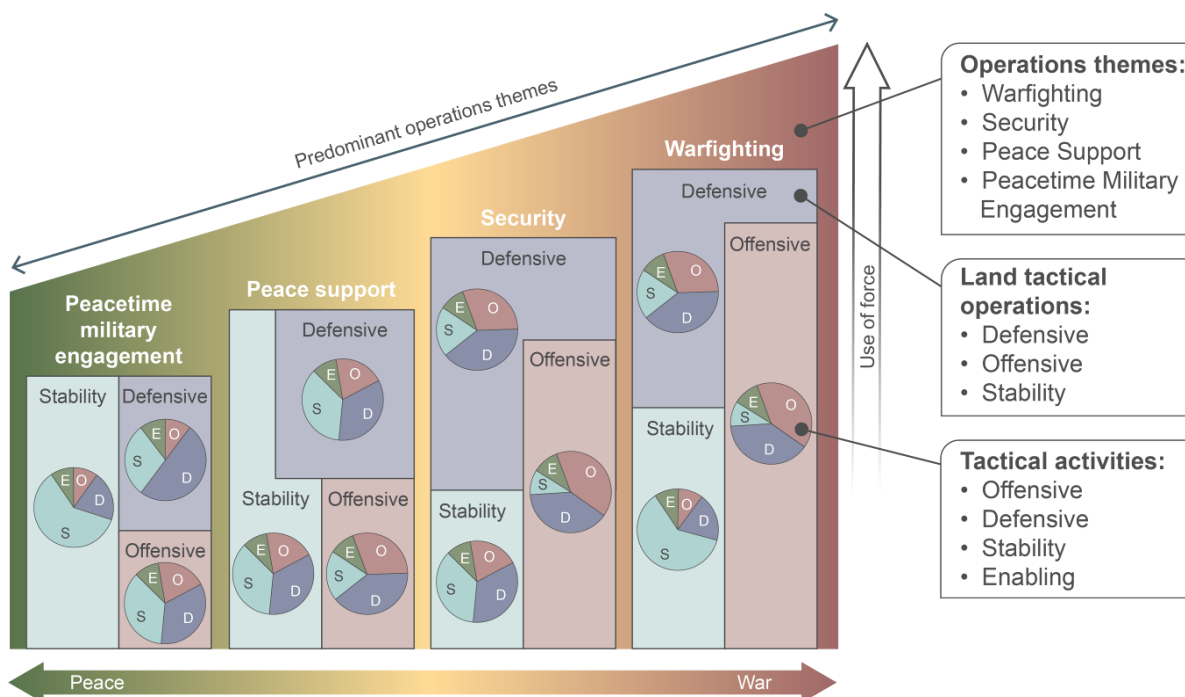 Predominant operations themes
Peacetime
military
engagement
Stability
Defensive
E
O
S
D
E
O
D
S
Offensive
E
O
S
D
Peace support
Defensive
E
O
S
D
Stability
Offensive
E
O
S
D
E
O
S
D
Security
Defensive
E
O
S
D
Offensive
E
O
S
D
Stability
E
O
S
D
Warfighting
Defensive
Offensive
E
O
S
D
E
O
S
D
Stability
E
O
D
S
Use of force
Peace
War
Operations themes:
• Warfighting
• Security
• Peace Support
• Peacetime Military
Engagement
Land tactical
operations:
• Defensive
• Offensive
• Stability
Tactical activities:
• Offensive
• Defensive
• Stability
• Enabling